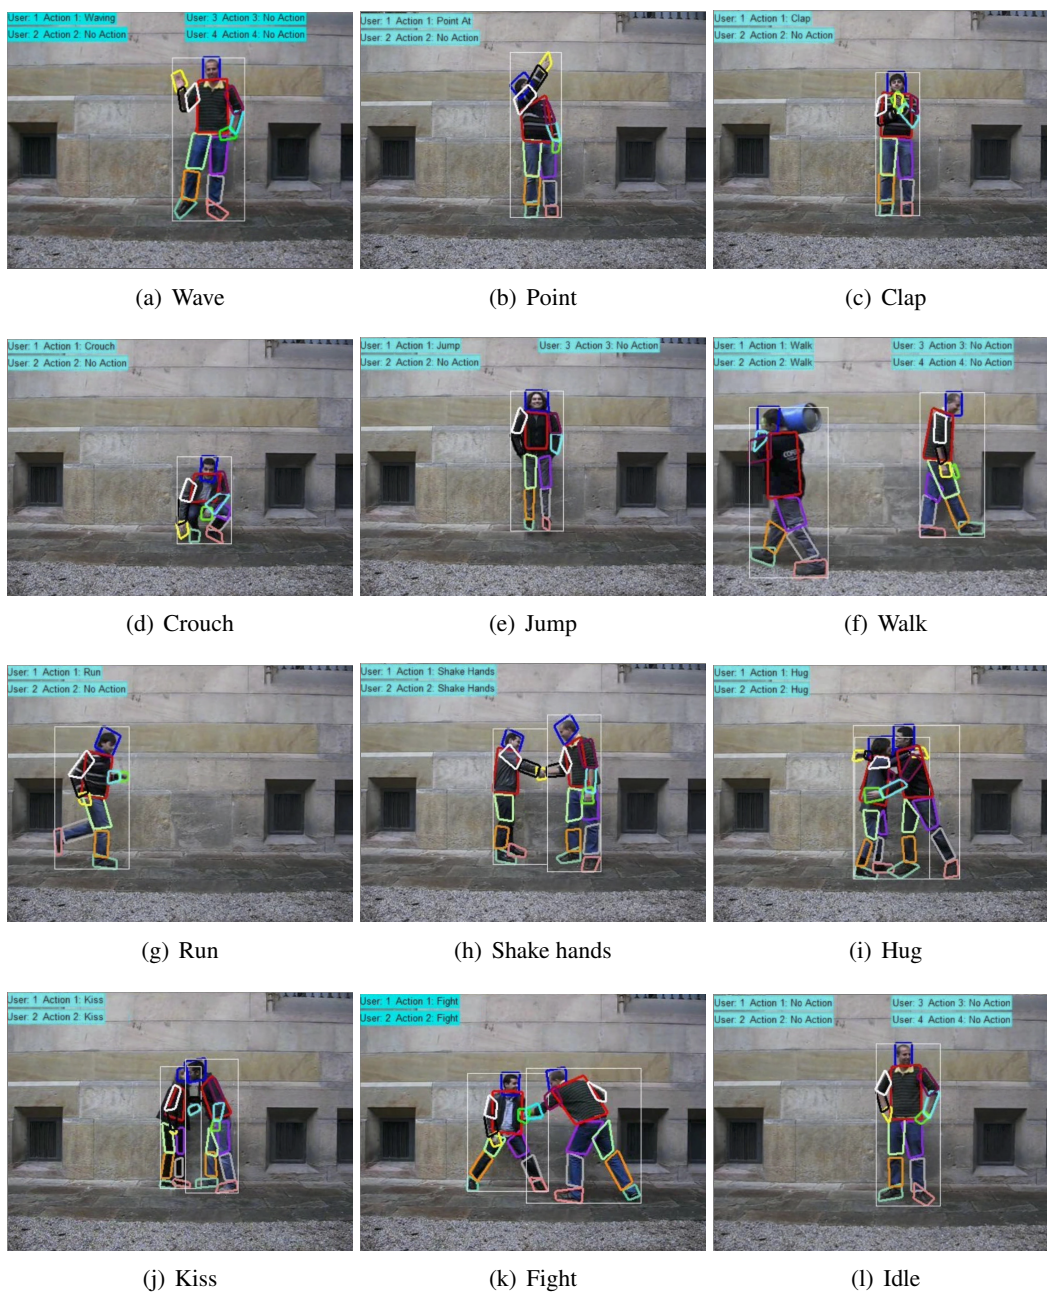 User: 1 Action 1: Waving User: 3 Action 3: No Action
User: 2 Action 2: No Action User: 4 Action 4: No Action
(a) Wave
User: 1 Action 1: Point At
User: 2 Action 2: No Action
(b) Point
User: 1 Action 1: Clap
User: 2 Action 2: No Action
(c) Clap
User: 1 Action 1: Crouch
User: 2 Action 2: No Action
(d) Crouch
User: 1 Action 1: Jump User: 3 Action 3: No Action
User: 2 Action 2: No Action
(e) Jump
User: 1 Action 1: Walk User: 3 Action 3: No Action
User: 2 Action 2: Walk User: 4 Action 4: No Action
(f) Walk
User: 1 Action 1: Run
User: 2 Action 2: No Action
(g) Run
User: 1 Action 1: Shake Hands
User: 2 Action 2: Shake Hands
(h) Shake hands
User: 1 Action 1: Hug
User: 2 Action 2: Hug
(i) Hug
User: 1 Action 1: Kiss
User: 2 Action 2: Kiss
(j) Kiss
User: 1 Action 1: Fight
User: 2 Action 2: Fight
(k) Fight
User: 1 Action 1: No Action User: 3 Action 3: No Action
User: 2 Action 2: No Action User: 4 Action 4: No Action
(l) Idle